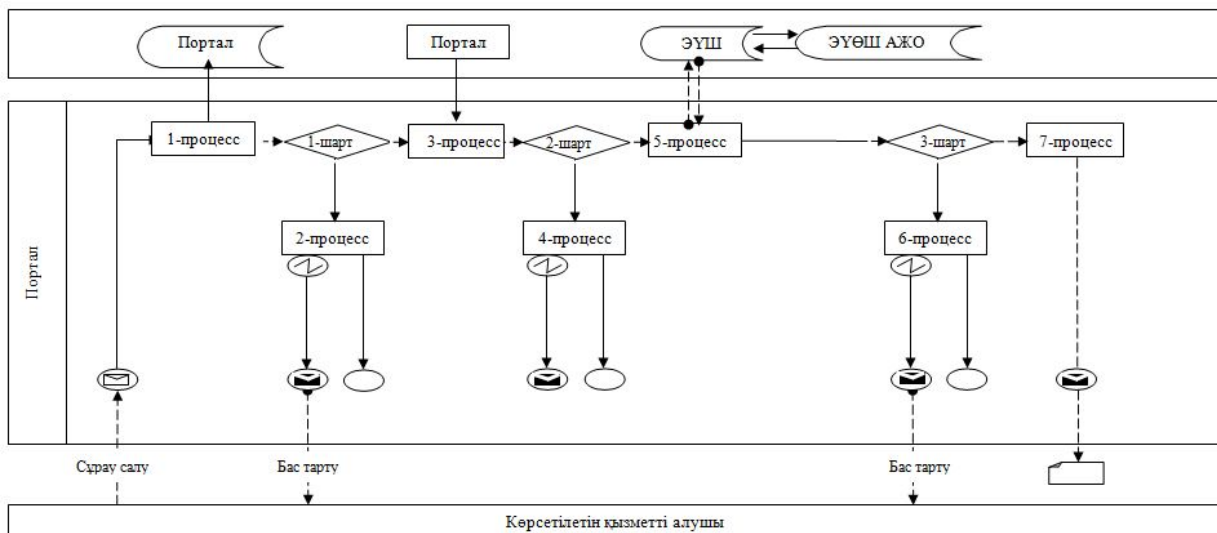 Портал
Портал
ЭҮШ
ЭҮӨШ АЖО
Портал
1-процесс
1-шарт
3-процесс
2-шарт
5-процесс
3-шарт
7-процесс
2-процесс
4-процесс
6-процесс
Сұрау салу
Бас тарту
Бас тарту
Көрсетілетін қызметті алушы